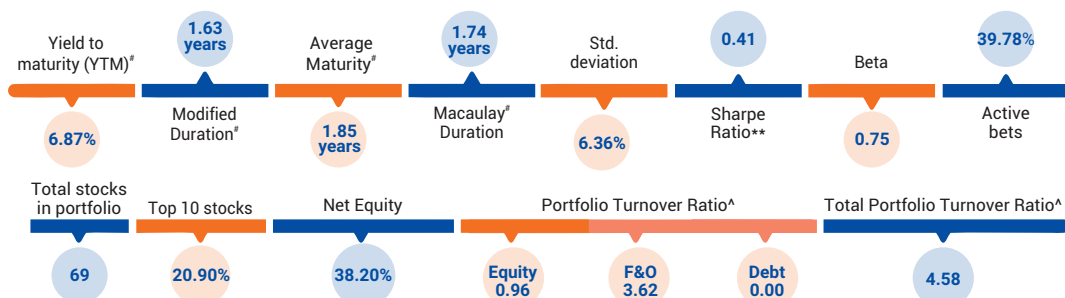 Yield to
maturity (YTM)#
6.87%
1.63
years
Modified
Duration#
Average
Maturity#
1.85
years
1.74
years
Macaulay#
Duration
Std.
deviation
6.36%
0.41
Sharpe
Ratio**
Beta
0.75
39.78%
Active
bets
Total stocks
in portfolio
69
Top 10 stocks
20.90%
Net Equity
38.20%
Portfolio Turnover Ratio^
Equity
0.96
F&O
3.62
Debt
0.00
Total Portfolio Turnover Ratio^
4.58